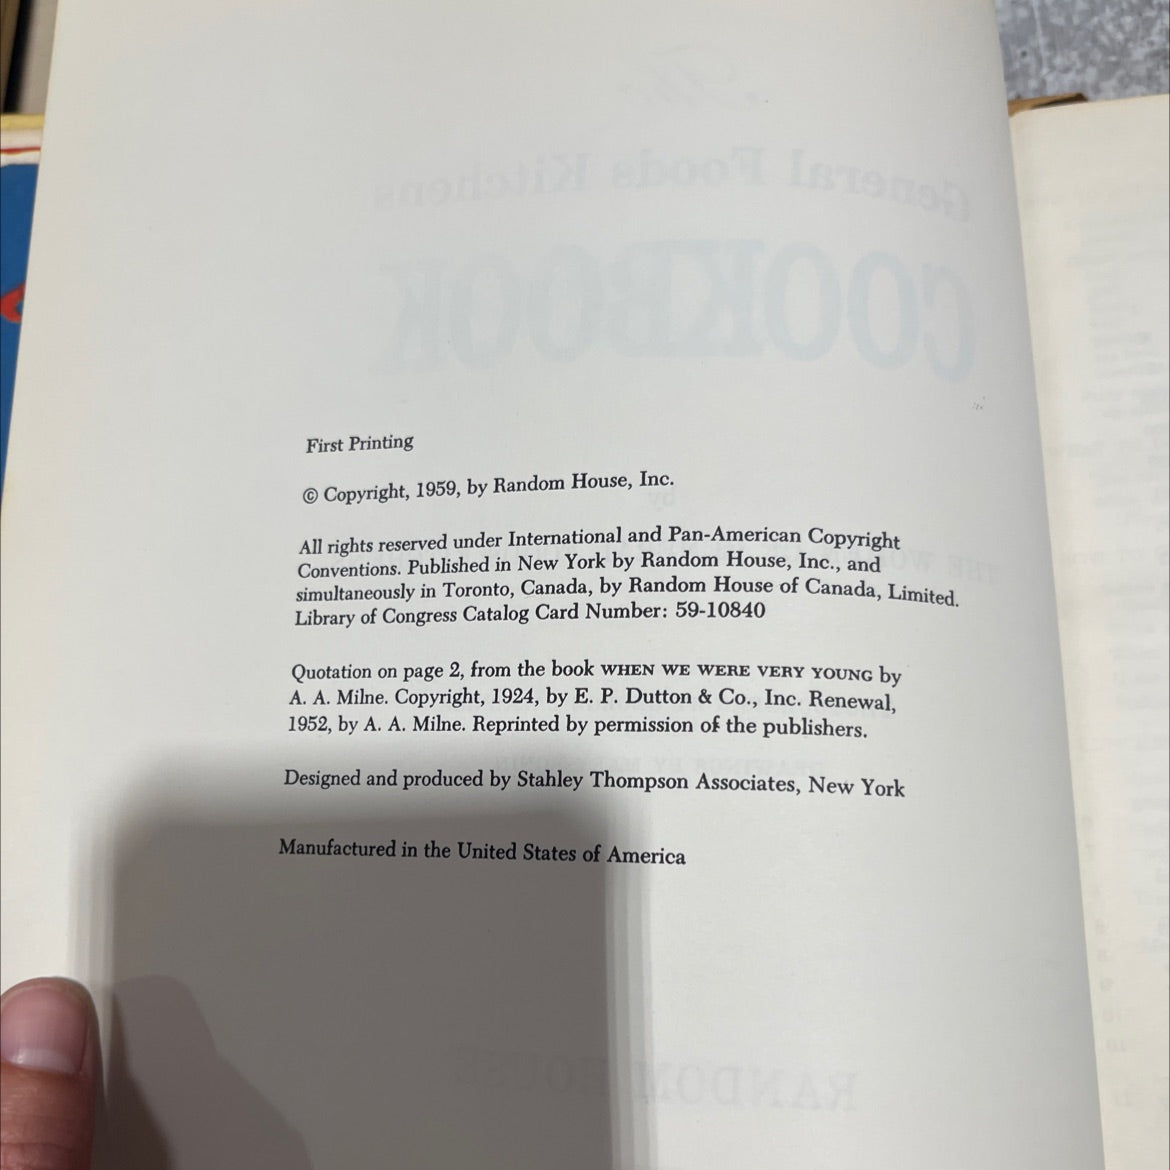 First Printing
© Copyright, 1959, by Random House, Inc.
All rights reserved under International and Pan-American Copyright
Conventions. Published in New York by Random House, Inc., and
simultaneously in Toronto, Canada, by Random House of Canada, Limited.
Library of Congress Catalog Card Number: 59-10840
Quotation on page 2, from the book WHEN WE WERE VERY YOUNG by
A. A. Milne. Copyright, 1924, by E. P. Dutton & Co., Inc. Renewal,
1952, by A. A. Milne. Reprinted by permission of the publishers.
Designed and produced by Stahley Thompson Associates, New York
Manufactured in the United States of America